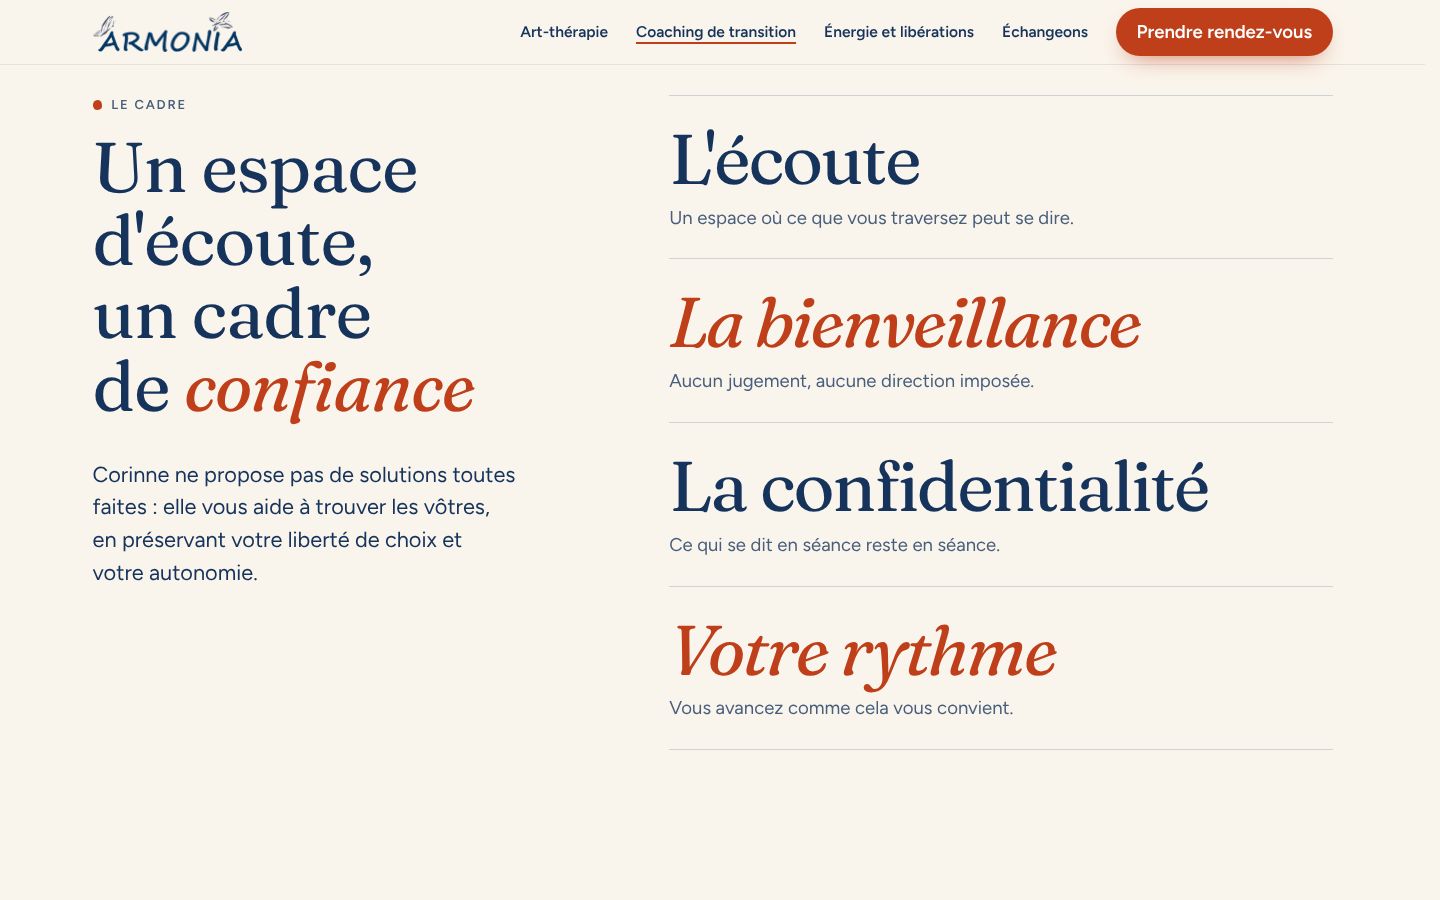 ARMONIA
Art-thérapie
Coaching de transition
Énergie et libérations
Échangeons
Prendre rendez-vous
LE CADRE
Un espace
d'écoute,
un cadre
de confiance
Corinne ne propose pas de solutions toutes
faites : elle vous aide à trouver les vôtres,
en préservant votre liberté de choix et
votre autonomie.
L'écoute
Un espace où ce que vous traversez peut se dire.
La bienveillance
Aucun jugement, aucune direction imposée.
La confidentialité
Ce qui se dit en séance reste en séance.
Votre rythme
Vous avancez comme cela vous convient.